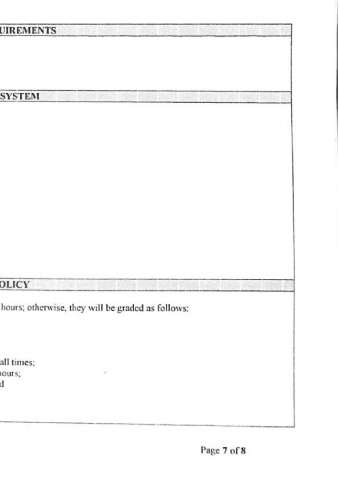 UIREMENTS
SYSTEM
OLICY
hours; otherwise, they will be graded as follows:
all times;
hours;
d
Page 7 of 8